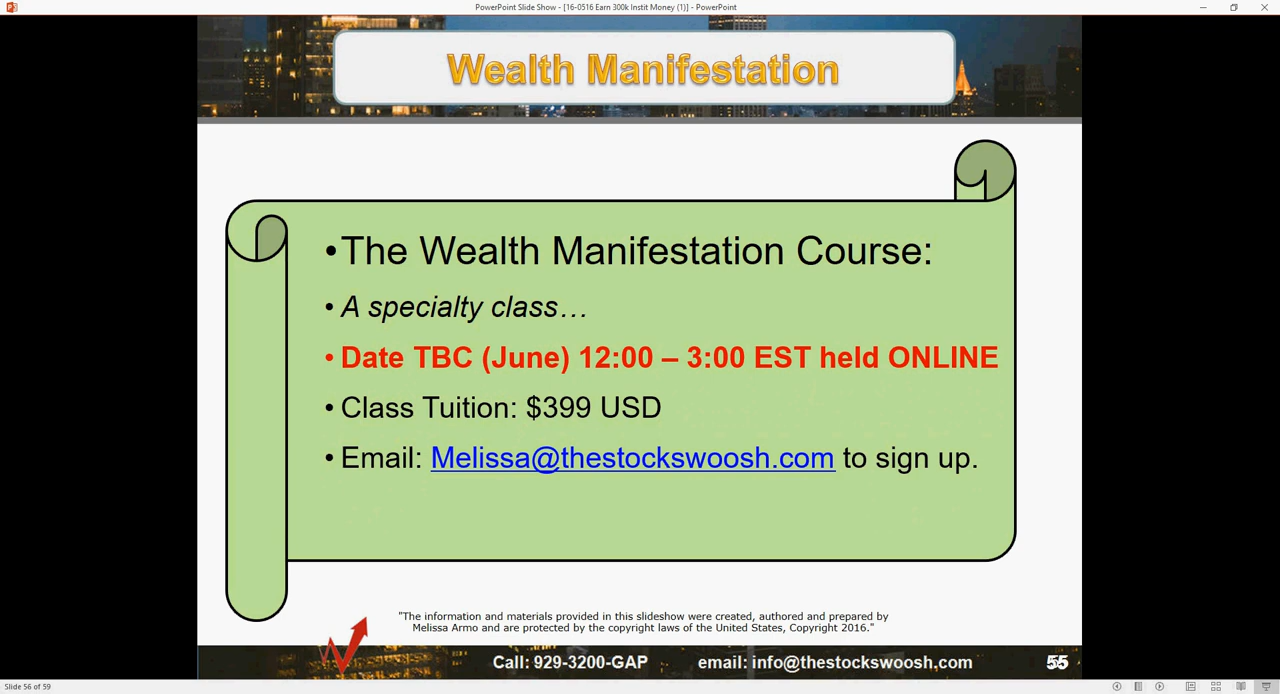 PowerPoint Slide Show - [16-0516 Earn 300k Instit Money (1)] - PowerPoint
Wealth Manifestation
•The Wealth Manifestation Course:
• A specialty class…
• Date TBC (June) 12:00 – 3:00 EST held ONLINE
• Class Tuition: $399 USD
• Email: Melissa@thestockswoosh.com to sign up.
"The information and materials provided in this slideshow were created, authored and prepared by
Melissa Armo and are protected by the copyright laws of the United States, Copyright 2016."
Call: 929-3200-GAP email: info@thestockswoosh.com 55
Slide 56 of 59